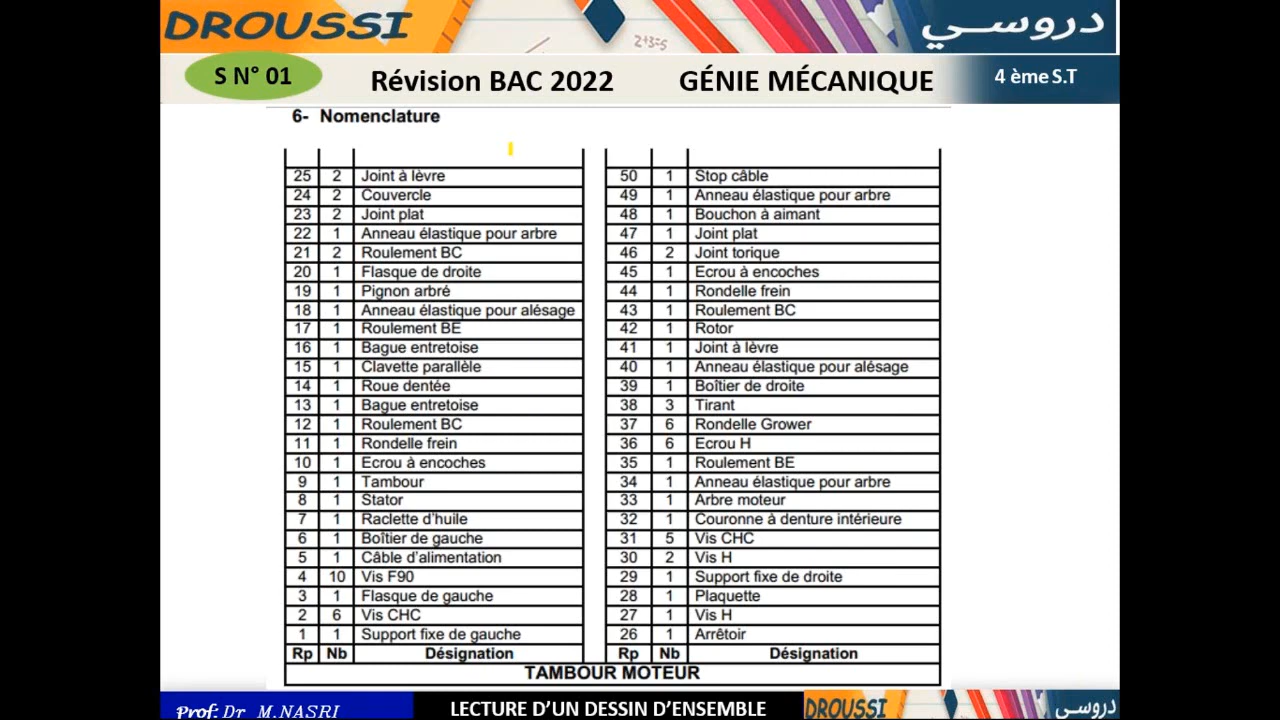 DROUSSI
2+3=5
دروسي
S N° 01
Révision BAC 2022
GÉNIE MÉCANIQUE
4 ème S.T
6- Nomenclature
25 2 Joint à lèvre 50 1 Stop câble
24 2 Couvercle 49 1 Anneau élastique pour arbre
23 2 Joint plat 48 1 Bouchon à aimant
22 1 Anneau élastique pour arbre 47 1 Joint plat
21 2 Roulement BC 46 2 Joint torique
20 1 Flasque de droite 45 1 Ecrou à encoches
19 1 Pignon arbré 44 1 Rondelle frein
18 1 Anneau élastique pour alésage 43 1 Roulement BC
17 1 Roulement BE 42 1 Rotor
16 1 Bague entretoise 41 1 Joint à lèvre
15 1 Clavette parallèle 40 1 Anneau élastique pour alésage
14 1 Roue dentée 39 1 Boîtier de droite
13 1 Bague entretoise 38 3 Tirant
12 1 Roulement BC 37 6 Rondelle Grower
11 1 Rondelle frein 36 6 Ecrou H
10 1 Ecrou à encoches 35 1 Roulement BE
9 1 Tambour 34 1 Anneau élastique pour arbre
8 1 Stator 33 1 Arbre moteur
7 1 Raclette d'huile 32 1 Couronne à denture intérieure
6 1 Boîtier de gauche 31 5 Vis CHC
5 1 Câble d'alimentation 30 2 Vis H
4 10 Vis F90 29 1 Support fixe de droite
3 1 Flasque de gauche 28 1 Plaquette
2 6 Vis CHC 27 1 Vis H
1 1 Support fixe de gauche 26 1 Arrêtoir
Rp Nb Désignation Rp Nb Désignation
TAMBOUR MOTEUR
Prof: Dr M.NASRI
LECTURE D'UN DESSIN D'ENSEMBLE
DROUSSI
دروسي